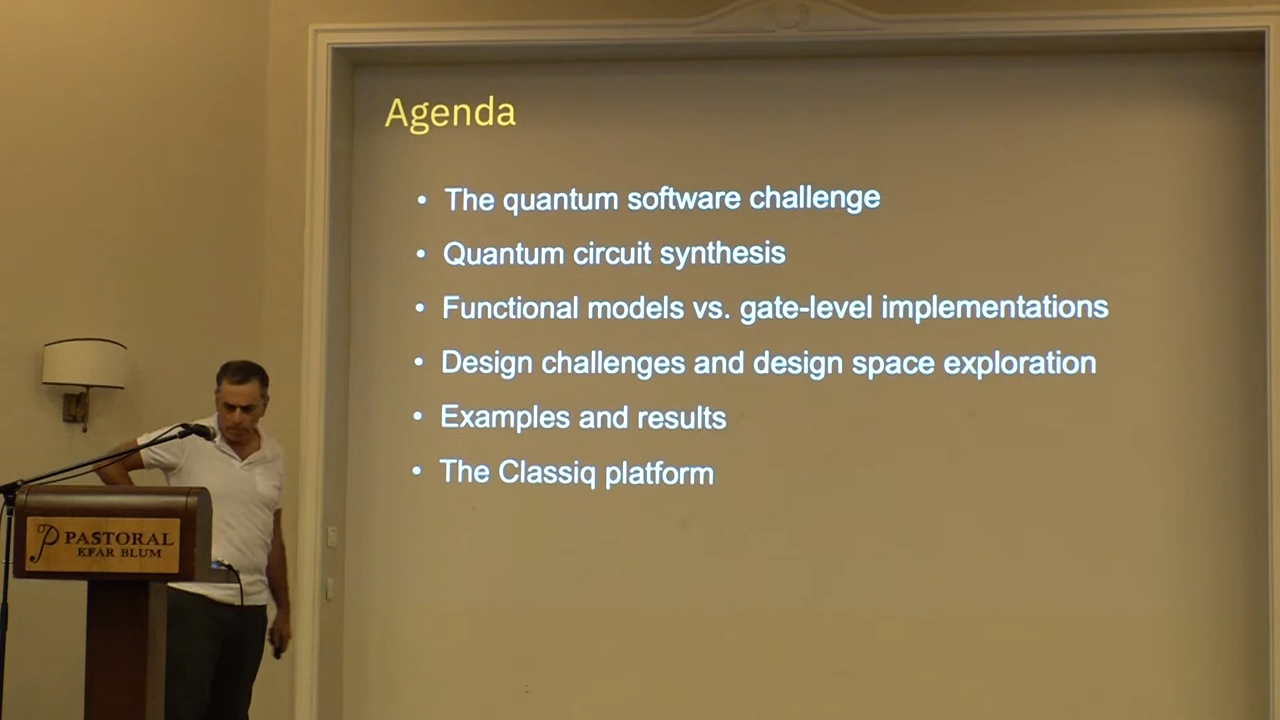 Agenda
• The quantum software challenge
• Quantum circuit synthesis
• Functional models vs. gate-level implementations
• Design challenges and design space exploration
• Examples and results
• The Classiq platform
PASTORAL
KFAR BLUM